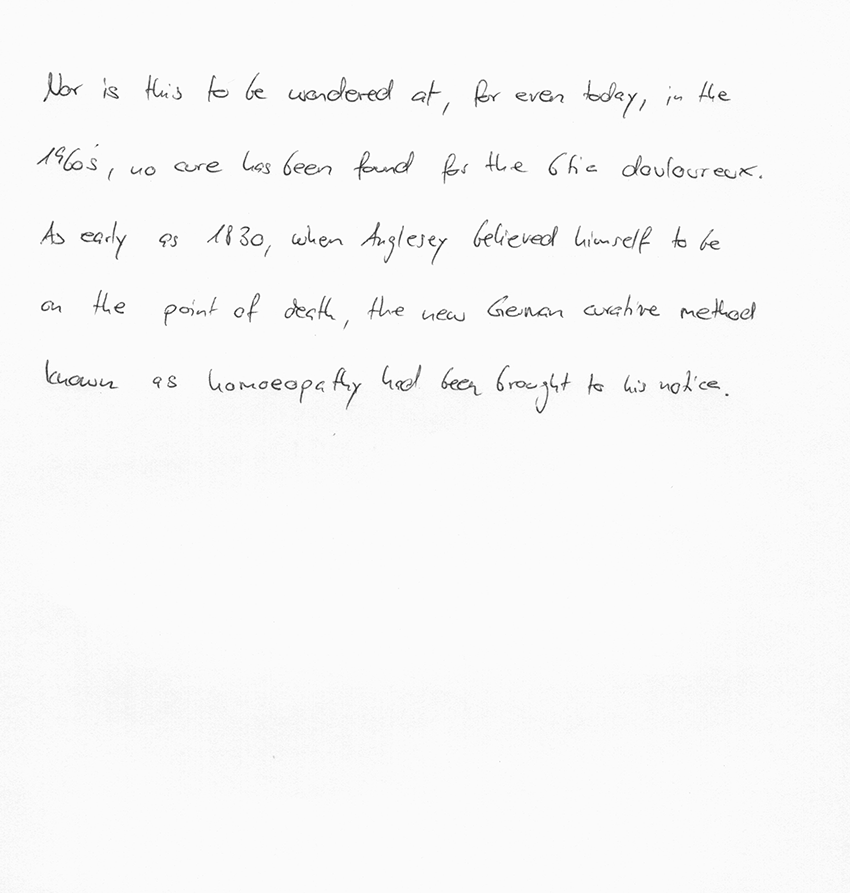 Nor is this to be wondered at, for even today, in the
1960's, no cure has been found for the tic douloureux.
As early as 1830, when Anglesey believed himself to be
on the point of death, the new German curative method
known as homoeopathy had been brought to his notice.